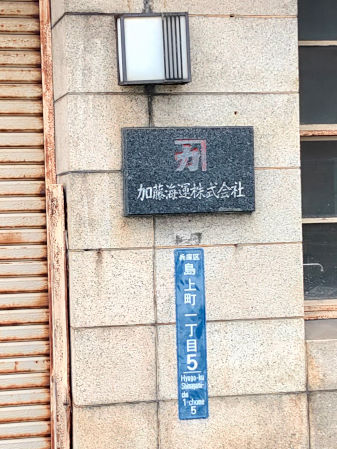 カ
加藤海運株式会社
兵庫区
島上町一丁目
5
Hyogo-ku
Shimagami-
cho
1-chome
5